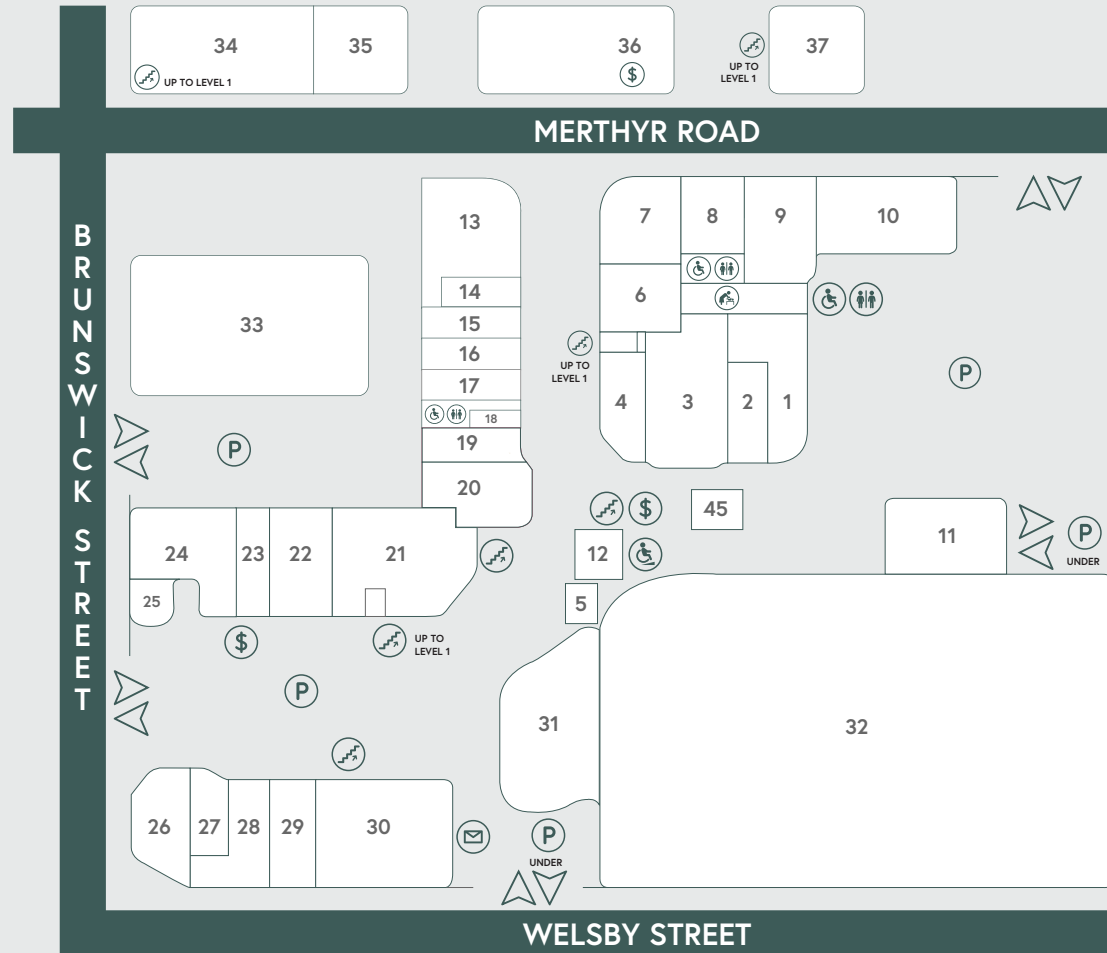 34
35
36
37
UP TO LEVEL 1
$
UP TO
LEVEL 1
MERTHYR ROAD
BRUNSWICK STREET
13
7
8
9
10
14
6
33
15
16
UP TO
LEVEL 1
17
18
4
3
2
1
P
P
19
20
$
45
24
23
22
21
12
11
P
UNDER
25
5
$
UP TO
LEVEL 1
P
31
32
26
27
28
29
30
P
UNDER
WELSBY STREET